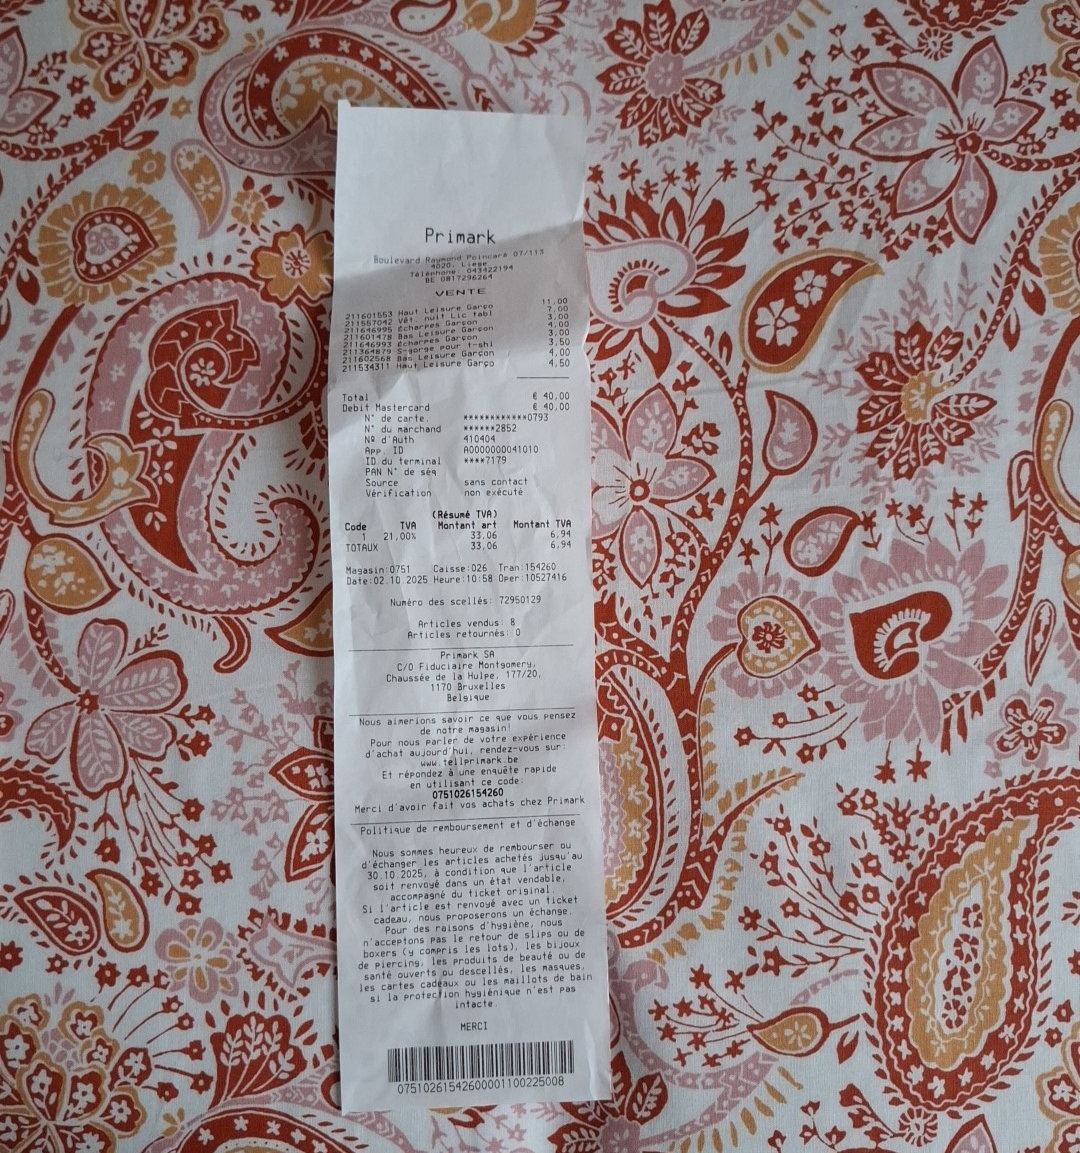 Primark
Boulevard Raymond Poincaré 07/113
4020, Liege
Téléphone: 043422194
BE 0817296264
VENTE
211601553 Haut Leisure Garço 11,00
211557042 Vêt. nuit Lic tabl 7,00
211646995 Echarpes Garçon 3,00
211601478 Bas Leisure Garçon 4,00
211646993 Echarpes Garçon 3,00
211364879 S-gorge pour t-shi 3,50
211602568 Bas Leisure Garçon 4,00
211534311 Haut Leisure Garço 4,50
Total € 40,00
Debit Mastercard € 40,00
N° de carte ************0793
N° du marchand ******2852
Nº d'Auth 410404
App. ID A0000000041010
ID du terminal ****7179
PAN N° de séq
Source sans contact
Vérification non exécuté
(Résumé TVA)
Code TVA Montant art Montant TVA
1 21,00% 33,06 6,94
TOTAUX 33,06 6,94
Magasin:0751 Caisse:026 Tran:154260
Date:02.10.2025 Heure:10:58 Oper:10527416
Numéro des scellés: 72950129
Articles vendus: 8
Articles retournés: 0
Primark SA
C/O Fiduciaire Montgomery,
Chaussée de la Hulpe, 177/20,
1170 Bruxelles
Belgique
Nous aimerions savoir ce que vous pensez
de notre magasin!
Pour nous parler de votre expérience
d'achat aujourd'hui, rendez-vous sur:
www.tellprimark.be
Et répondez à une enquête rapide
en utilisant ce code:
0751026154260
Merci d'avoir fait vos achats chez Primark
Politique de remboursement et d'échange
Nous sommes heureux de rembourser ou
d'échanger les articles achetés jusqu'au
30.10.2025, à condition que l'article
soit renvoyé dans un état vendable,
accompagné du ticket original.
Si l'article est renvoyé avec un ticket
cadeau, nous proposerons un échange.
Pour des raisons d'hygiène, nous
n'acceptons pas le retour de slips ou de
boxers (y compris les lots), les bijoux
de piercing, les produits de beauté ou de
santé ouverts ou descellés, les masques,
les cartes cadeaux ou les maillots de bain
si la protection hygiénique n'est pas
intacte.
MERCI
07510261542600001100225008